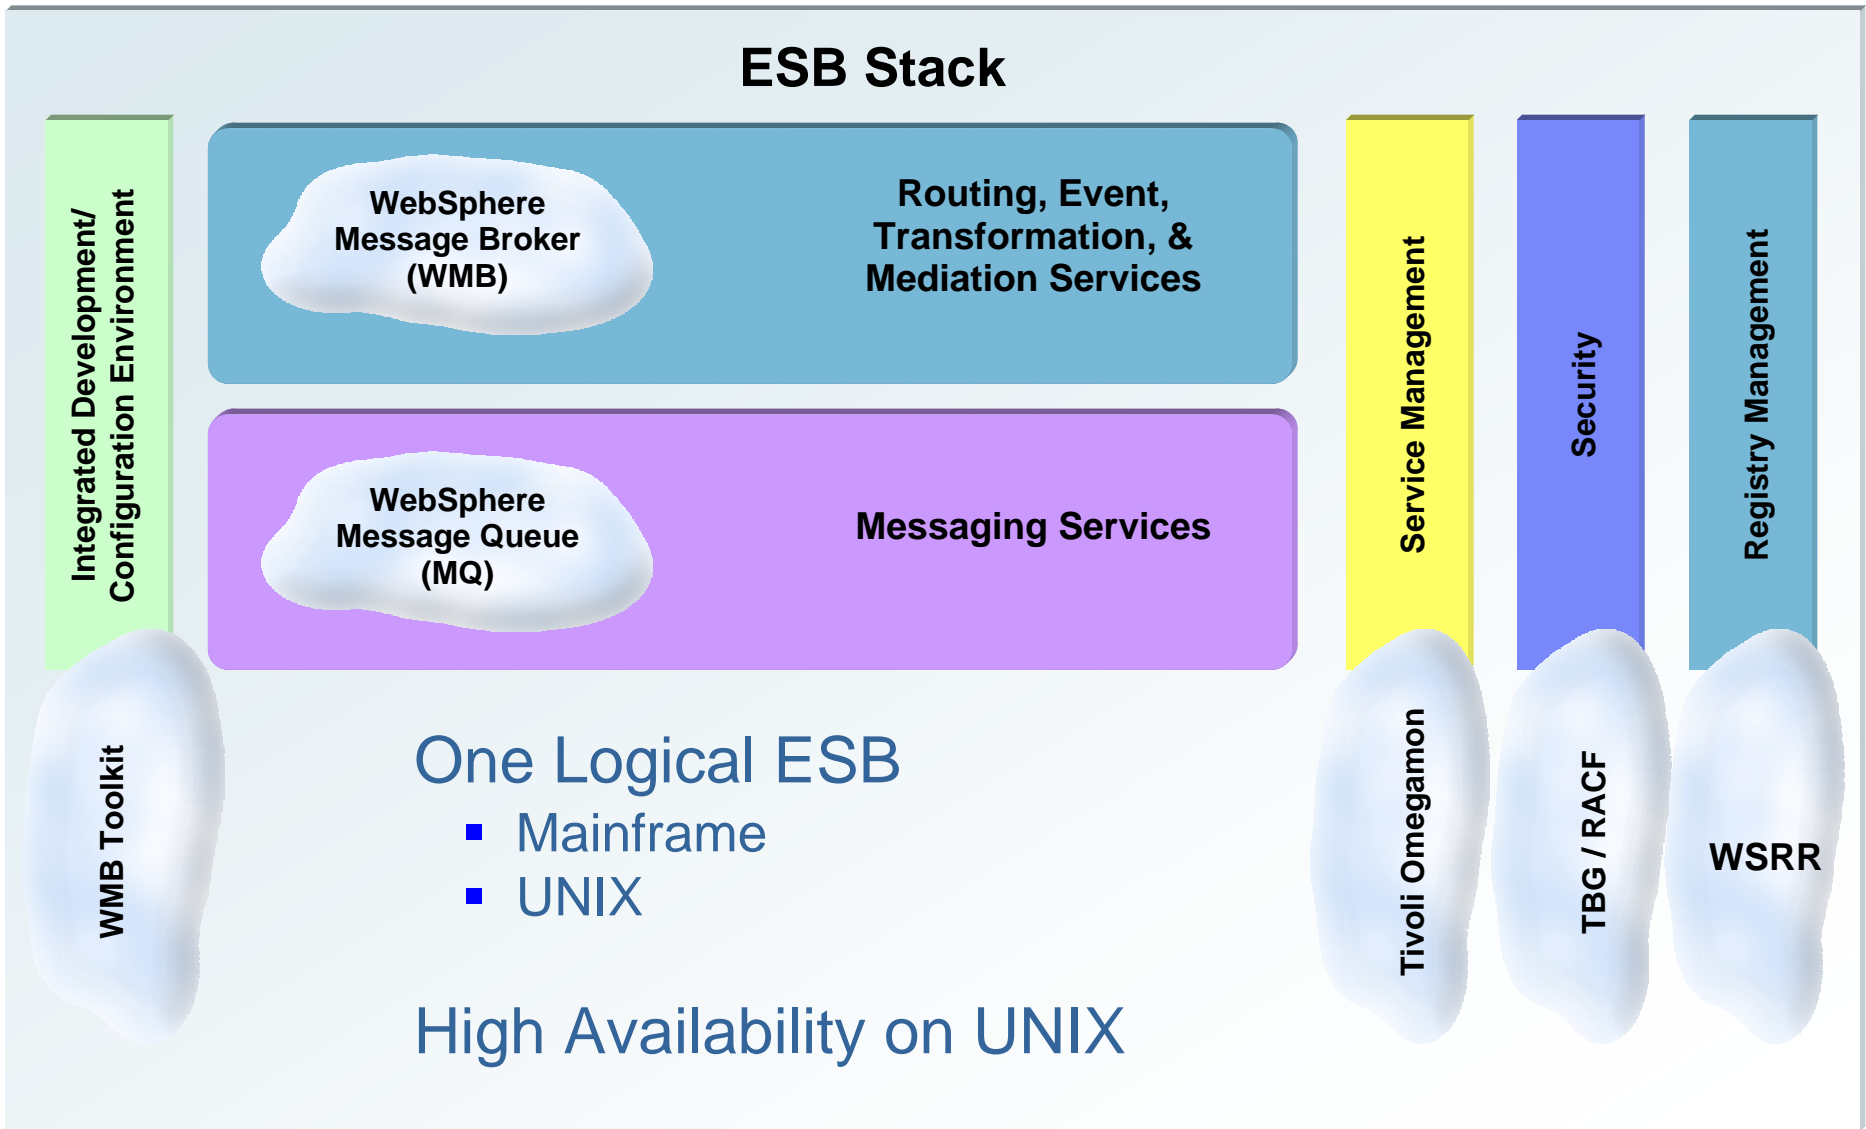 ESB Stack
Integrated Development/
Configuration Environment
WMB Toolkit
WebSphere
Message Broker
(WMB)
Routing, Event,
Transformation, &
Mediation Services
WebSphere
Message Queue
(MQ)
Messaging Services
Service Management
Tivoli Omegamon
Security
TBG / RACF
Registry Management
WSRR
One Logical ESB
Mainframe
UNIX
High Availability on UNIX